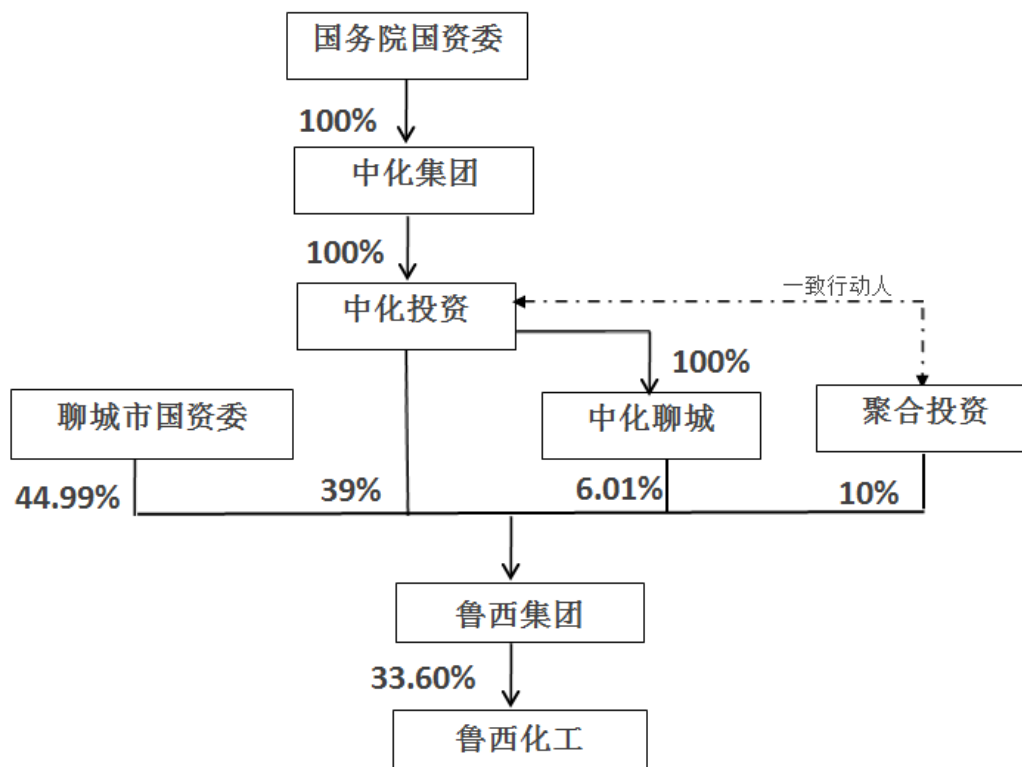 国务院国资委
100%
中化集团
100%
中化投资
一致行动人
100%
聊城市国资委
中化聊城
聚合投资
44.99%
39%
6.01%
10%
鲁西集团
33.60%
鲁西化工